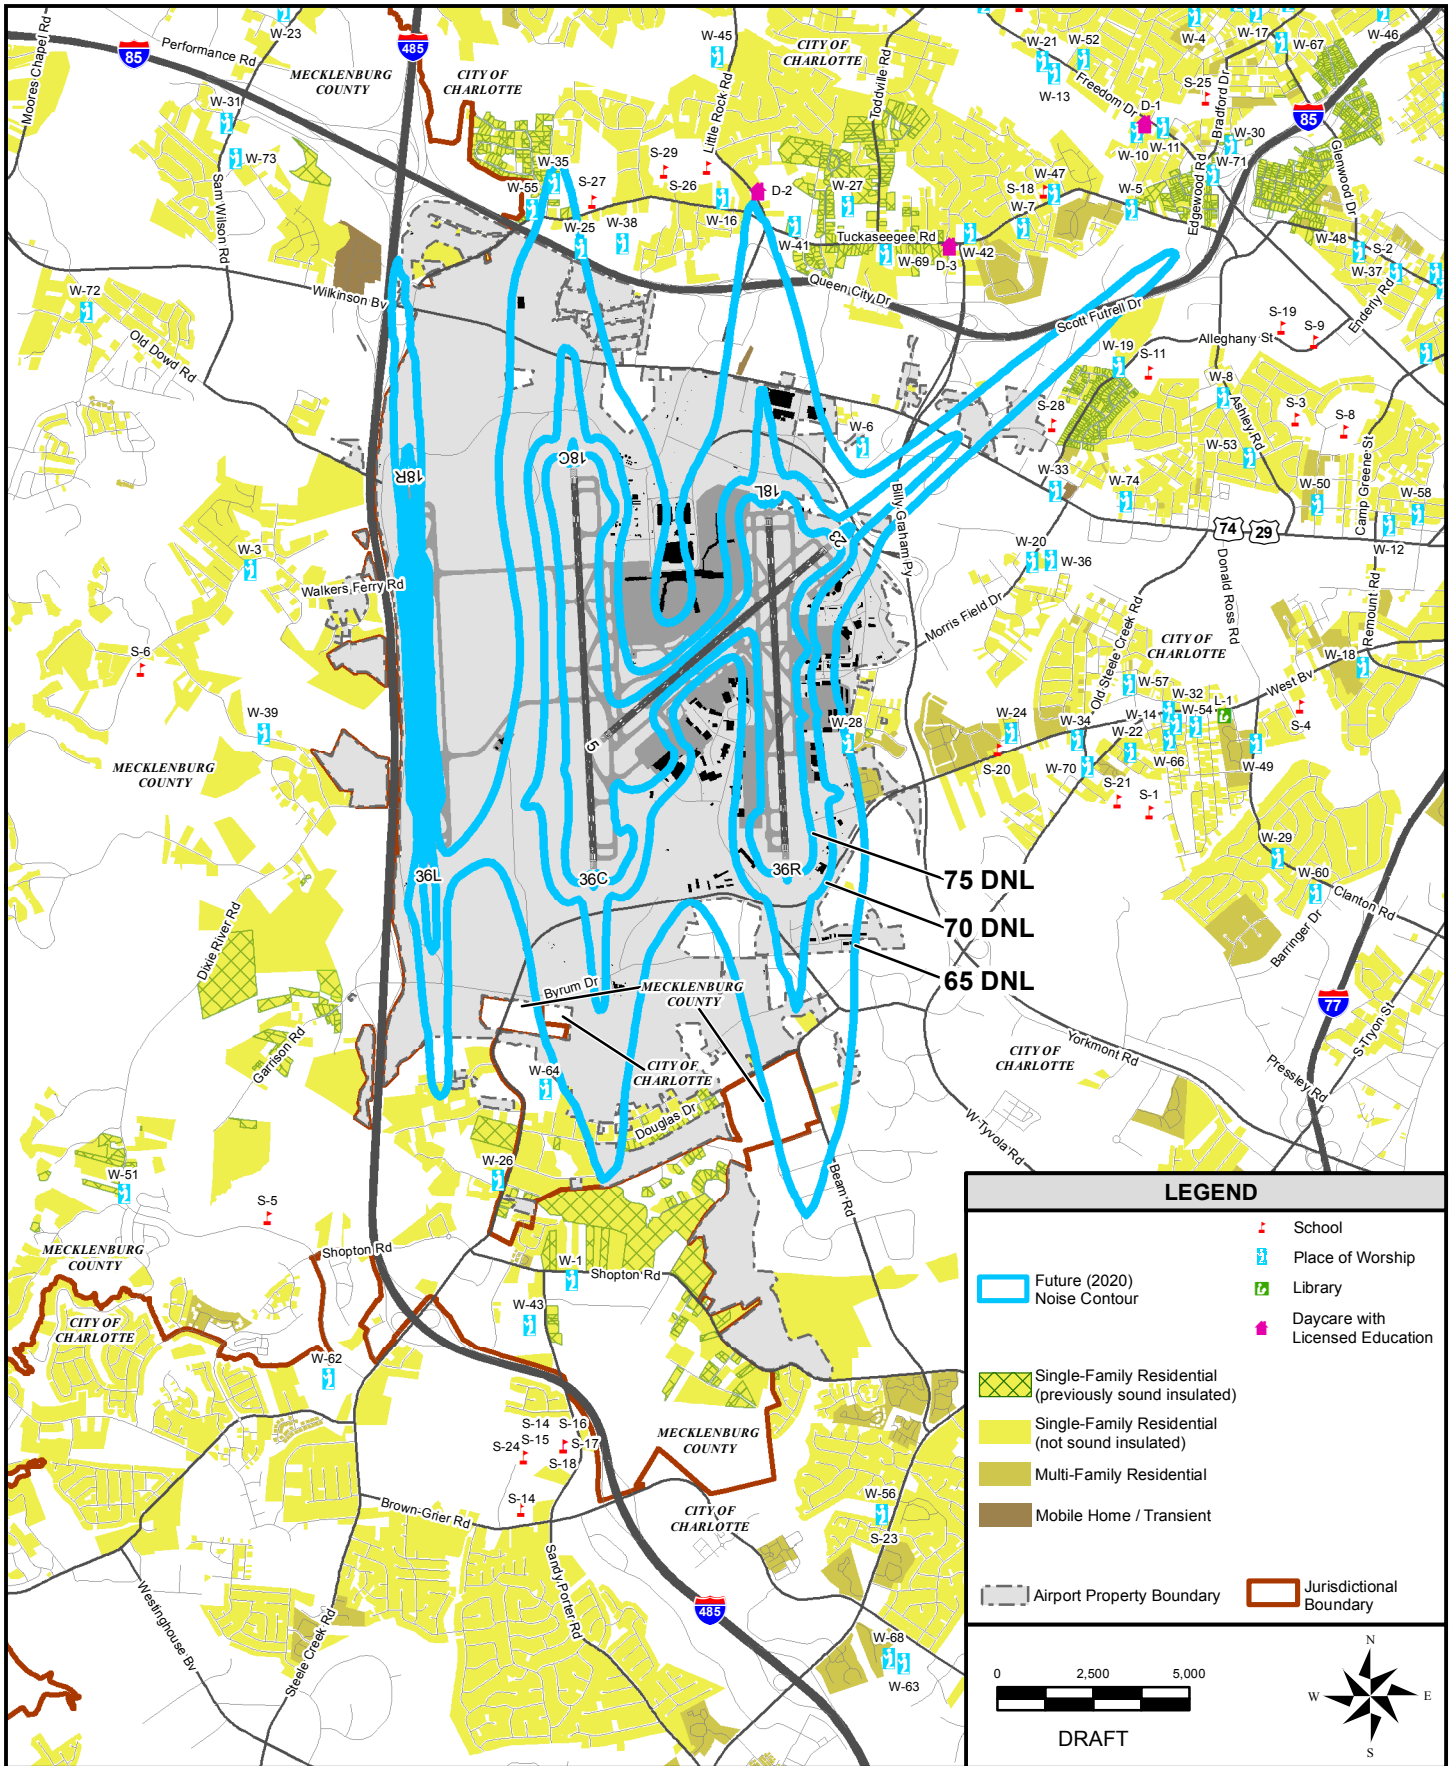 W-23
Performance Rd
85
485
MECKLENBURG
COUNTY
CITY OF
CHARLOTTE
W-45
CITY OF
CHARLOTTE
W-21
W-52
W-4
W-17
W-67
W-46
Moores Chapel Rd
Little Rock Rd
Toddville Rd
W-13
Freedom Dr
D-1
S-25
Bradford Dr
85
W-31
W-73
W-10
W-11
W-30
W-71
Glenwood Dr
Sam Wilson Rd
W-35
W-55
S-27
S-29
S-26
D-2
W-27
W-47
S-18
W-7
W-5
Edgewood Rd
W-25
W-38
W-16
W-41
Tuckaseegee Rd
W-69
D-3
W-42
W-48
S-2
W-37
Enderly Rd
Queen City Dr
Wilkinson Bv
W-72
Old Dowd Rd
Scott Futrell Dr
W-19
S-11
Alleghany St
S-19
S-9
W-8
Ashley Rd
S-3
S-8
S-28
W-6
W-53
W-33
W-74
W-50
Camp Greene St
W-58
W-12
18R
18C
18L
23
Billy Graham Py
74
29
W-3
Walkers Ferry Rd
W-20
W-36
Morris Field Dr
Old Steele Creek Rd
Donald Ross Rd
CITY OF
CHARLOTTE
Remount Rd
W-18
S-6
W-39
W-57
W-32
W-54
L-1
West Bv
S-4
W-24
W-34
W-14
W-22
W-66
W-49
W-28
S-20
W-70
S-21
S-1
5
MECKLENBURG
COUNTY
W-29
W-60
Clanton Rd
Barringer Dr
36L
36C
36R
75 DNL
70 DNL
65 DNL
Dixie River Rd
Garrison Rd
Byrum Dr
MECKLENBURG
COUNTY
CITY OF
CHARLOTTE
W-64
Douglas Dr
CITY OF
CHARLOTTE
Yorkmont Rd
77
S Tryon St
Pressley Rd
W Tyvola Rd
W-26
Beam Rd
W-51
S-5
MECKLENBURG
COUNTY
Shopton Rd
W-1
Shopton Rd
W-43
CITY OF
CHARLOTTE
W-62
S-14
S-16
S-24
S-15
S-17
S-18
S-14
Brown-Grier Rd
MECKLENBURG
COUNTY
CITY OF
CHARLOTTE
W-56
S-23
Sandy Porter Rd
485
Westinghouse Bv
Steele Creek Rd
W-68
W-63
LEGEND
School
Place of Worship
Library
Daycare with
Licensed Education
Future (2020)
Noise Contour
Single-Family Residential
(previously sound insulated)
Single-Family Residential
(not sound insulated)
Multi-Family Residential
Mobile Home / Transient
Airport Property Boundary
Jurisdictional
Boundary
0 2,500 5,000
DRAFT
N
W
E
S